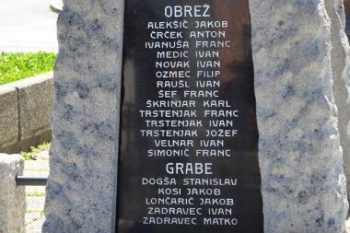 OBREŽ
ALEKŠIČ JAKOB
ČRČEK ANTON
IVANUŠA FRANC
MEDIĆ IVAN
NOVAK IVAN
OZMEC FILIP
RAUŠL IVAN
ŠEF FRANC
ŠKRINJAR KARL
TRSTENJAK FRANC
TRSTENJAK IVAN
TRSTENJAK JOŽEF
VELNAR IVAN
SIMONIČ FRANC
GRABE
DOGŠA STANISLAV
KOSI JAKOB
LONČARIČ JAKOB
ZADRAVEC IVAN
ZADRAVEC MATKO